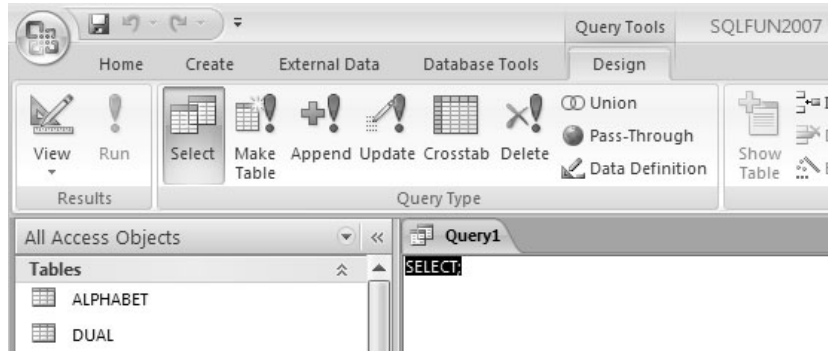 Query Tools SQLFUN2007
Home Create External Data Database Tools Design
Union
Pass-Through
Data Definition
View Run Select Make Table Append Update Crosstab Delete Show Table
Results Query Type
All Access Objects Query1
Tables SELECT;
ALPHABET
DUAL